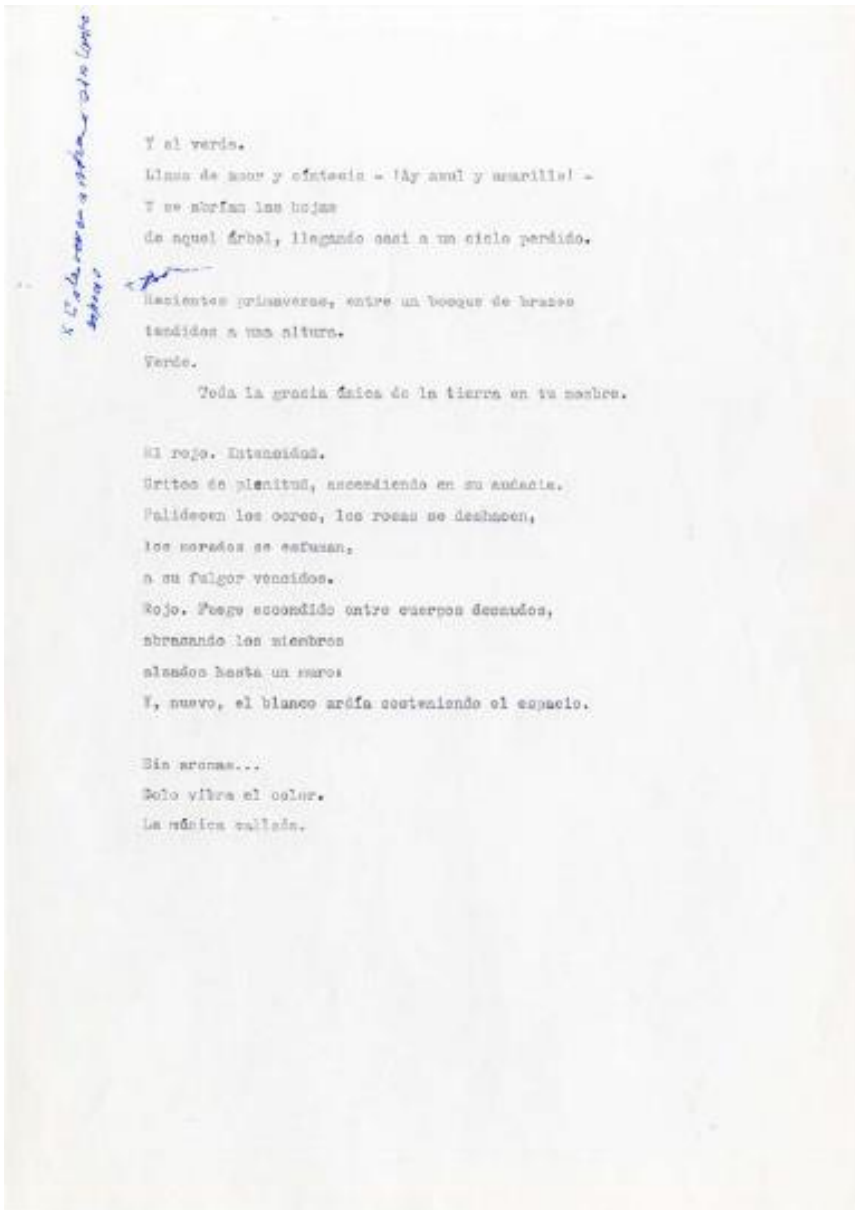 Y el verde.
Llama de amor y síntesis - !Ay azul y amarillo! -
Y se abrían las hojas
de aquel árbol, llegando casi a un cielo perdido.
Nacientes primaveras, entre un bosque de brazos
tendidos a una altura.
Verde.
Toda la gracia única de la tierra en tu nombre.
El rojo. Intensidad.
Gritos de plenitud, ascendiendo en su audacia.
Palidecen los ocres, los rosas se deshacen,
los morados se esfuman,
a su fulgor vencidos.
Rojo. Fuego escondido entre cuerpos desnudos,
abrasando los miembros
alzados hasta un muro:
Y, nuevo, el blanco ardía sosteniendo el espacio.
Sin aromas...
Solo vibra el color.
La música callada.